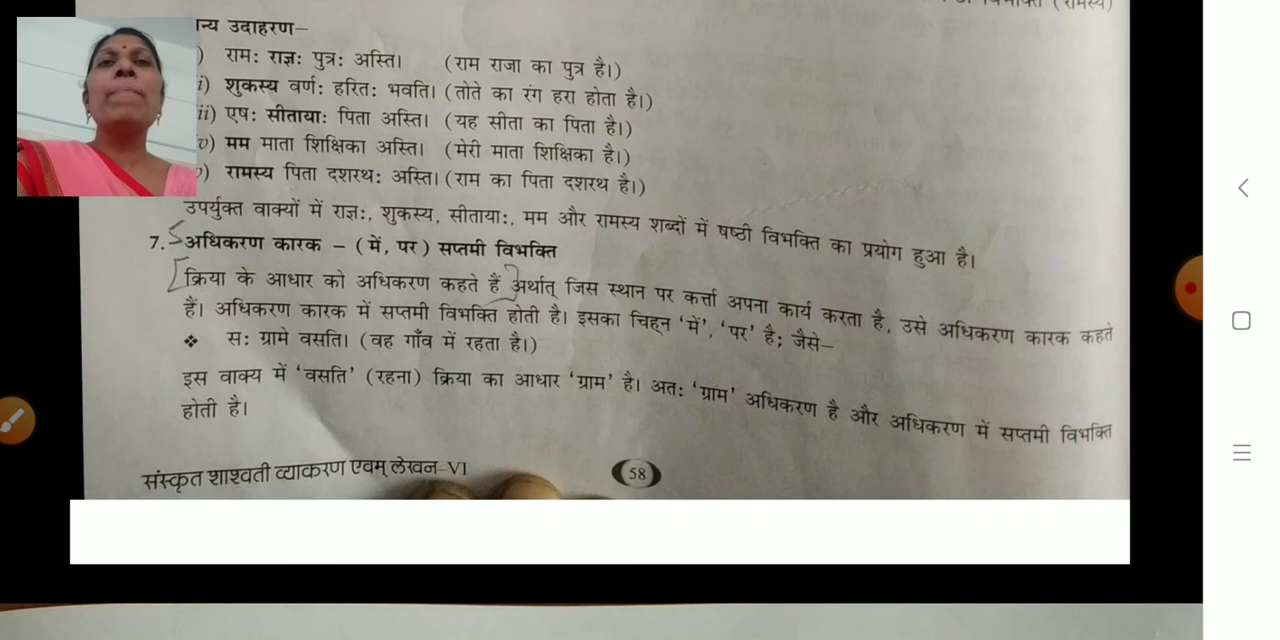 विभक्ति (रामस्य)
न्य उदाहरण–
) रामः राज्ञः पुत्रः अस्ति। (राम राजा का पुत्र है।)
i) शुकस्य वर्णः हरितः भवति। (तोते का रंग हरा होता है।)
ii) एषः सीतायाः पिता अस्ति। (यह सीता का पिता है।)
v) मम माता शिक्षिका अस्ति। (मेरी माता शिक्षिका है।)
) रामस्य पिता दशरथः अस्ति। (राम का पिता दशरथ है।)
उपर्युक्त वाक्यों में राज्ञः, शुकस्य, सीतायाः, मम और रामस्य शब्दों में षष्ठी विभक्ति का प्रयोग हुआ है।
7. अधिकरण कारक – (में, पर) सप्तमी विभक्ति
क्रिया के आधार को अधिकरण कहते हैं अर्थात् जिस स्थान पर कर्त्ता अपना कार्य करता है, उसे अधिकरण कारक कहते
हैं। अधिकरण कारक में सप्तमी विभक्ति होती है। इसका चिह्न ‘में’, ‘पर’ है; जैसे–
❖ सः ग्रामे वसति। (वह गाँव में रहता है।)
इस वाक्य में ‘वसति’ (रहना) क्रिया का आधार ‘ग्राम’ है। अतः ‘ग्राम’ अधिकरण है और अधिकरण में सप्तमी विभक्ति
होती है।
संस्कृत शाश्वती व्याकरण एवम् लेखन-VI 58